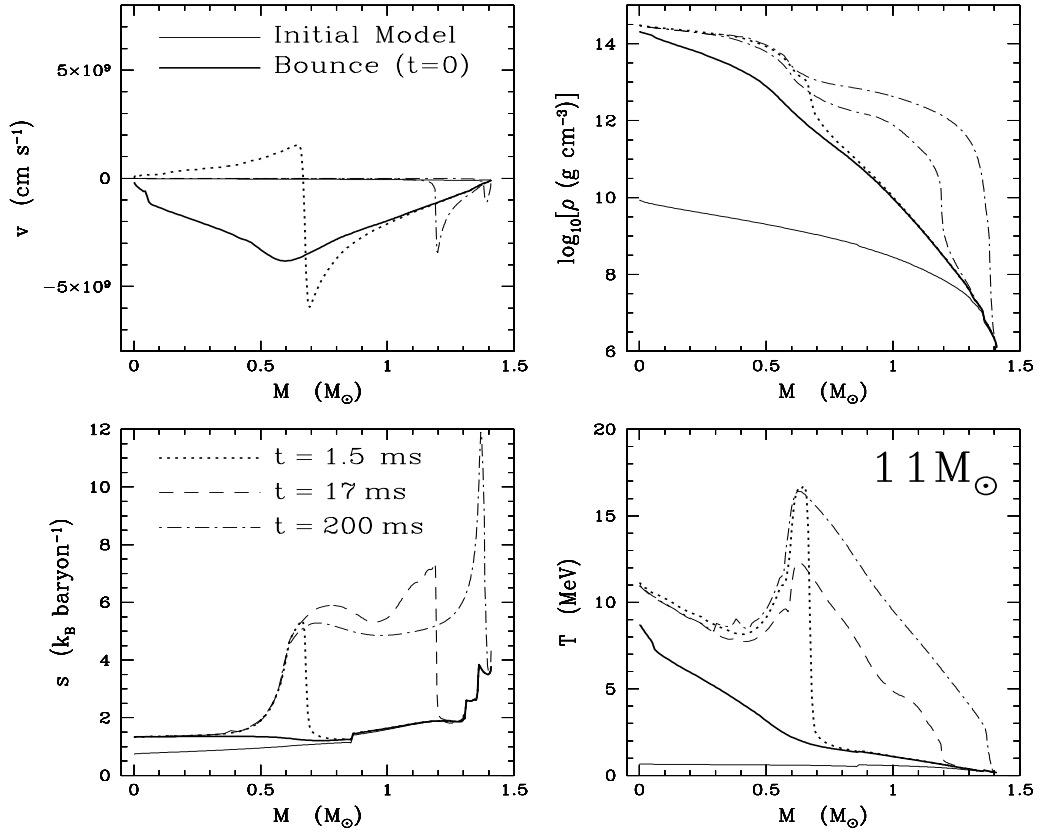 Initial Model
Bounce (t=0)
5×10⁹
0
−5×10⁹
v (cm s⁻¹)
0 0.5 1 1.5
M (M☉)
14
12
10
8
6
log₁₀[ρ (g cm⁻³)]
0 0.5 1 1.5
M (M☉)
t = 1.5 ms
t = 17 ms
t = 200 ms
12
10
8
6
4
2
0
s (k_B baryon⁻¹)
0 0.5 1 1.5
M (M☉)
11M☉
20
15
10
5
0
T (MeV)
0 0.5 1 1.5
M (M☉)